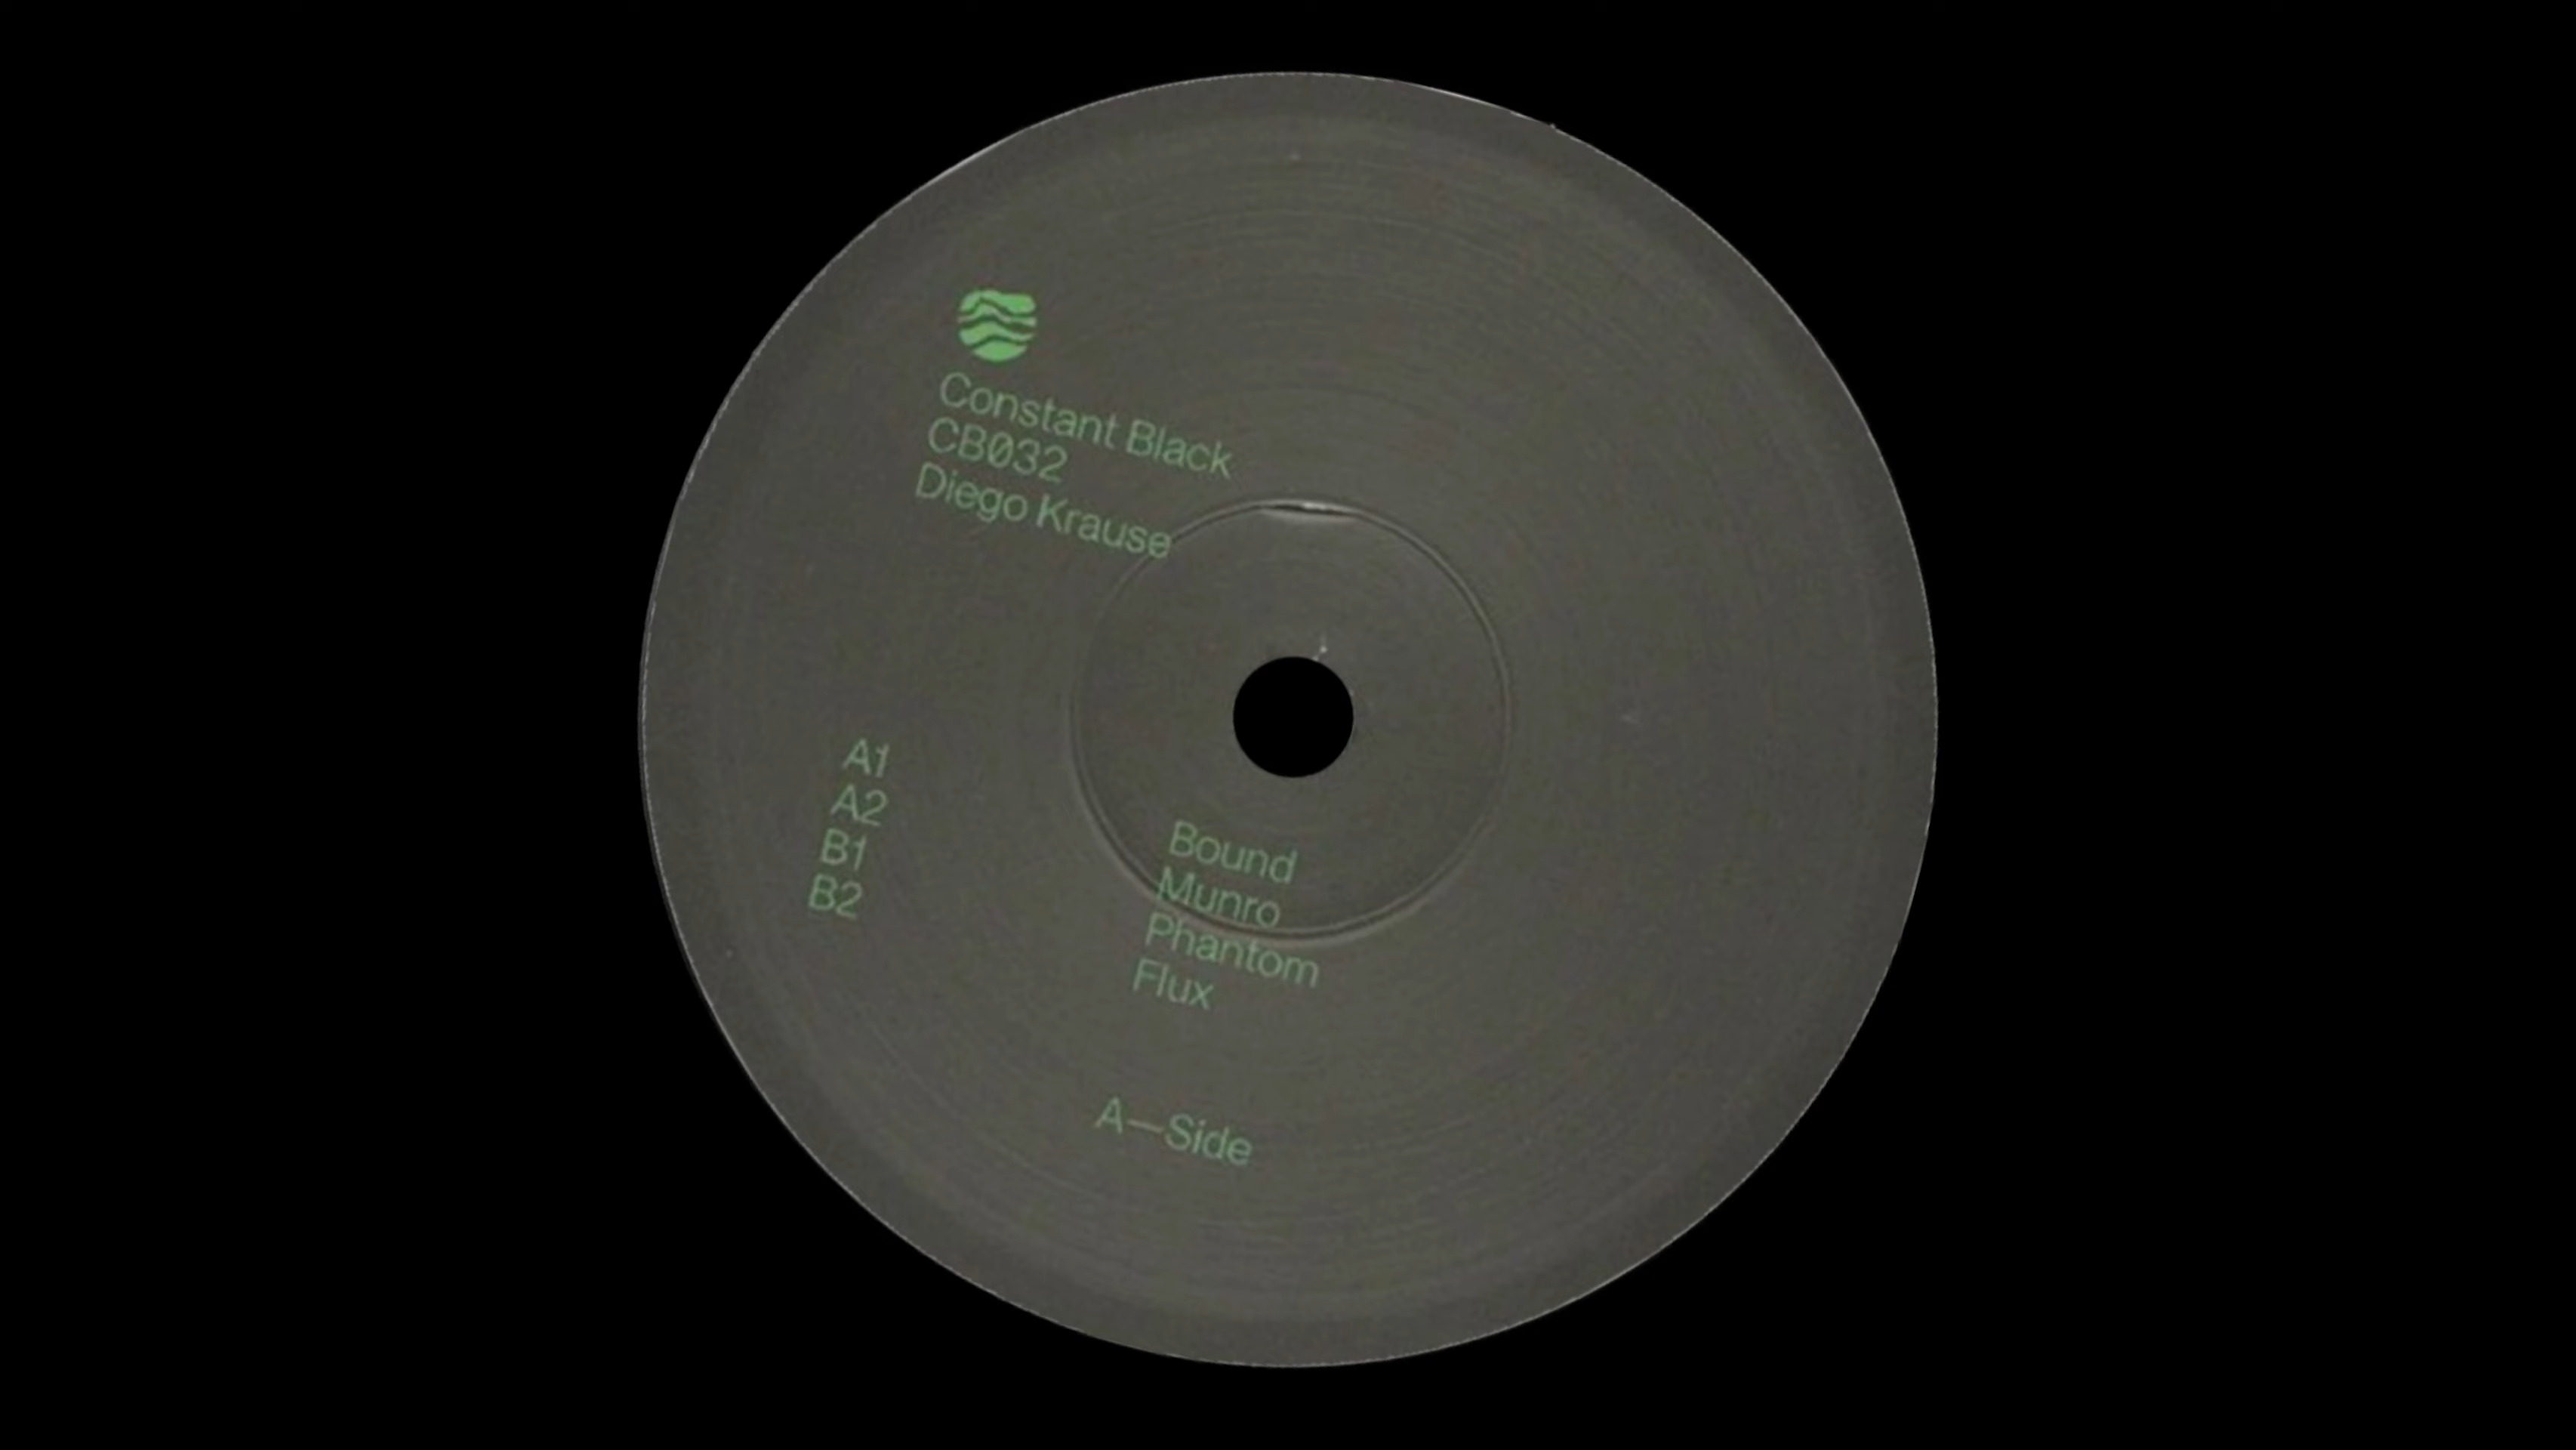 Constant Black
CB032
Diego Krause
A1 Bound
A2 Munro
B1 Phantom
B2 Flux
A—Side